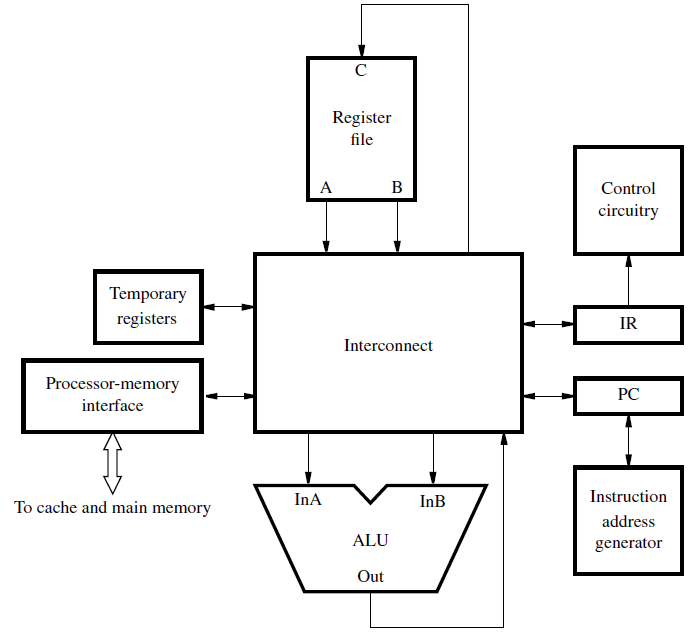 C
Register
file
A B
Control
circuitry
Temporary
registers
IR
Interconnect
Processor-memory
interface
PC
To cache and main memory
InA InB
ALU
Out
Instruction
address
generator